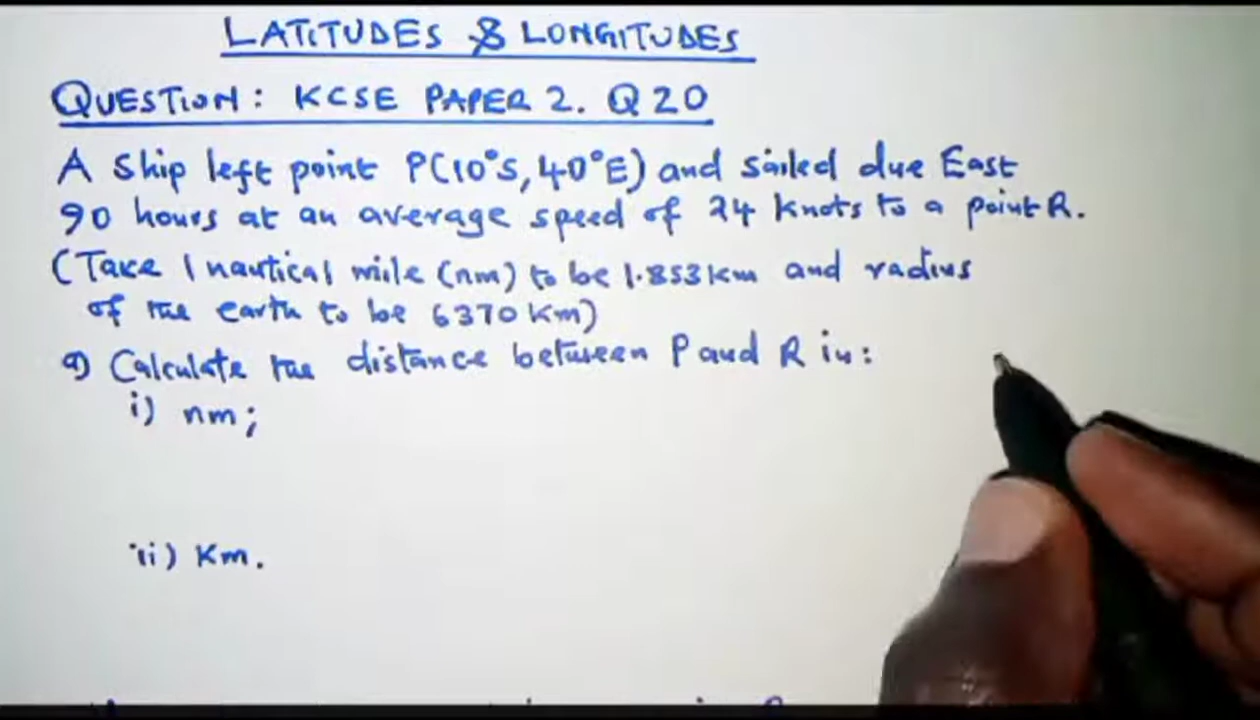 LATITUDES & LONGITUDES
QUESTION: KCSE PAPER 2. Q20
A Ship left point P(10°S, 40°E) and sailed due East
90 hours at an average speed of 24 knots to a point R.
(Take 1 nautical mile (nm) to be 1.853km and radius
of the earth to be 6370 Km)
a) Calculate the distance between P and R in:
i) nm;
ii) Km.